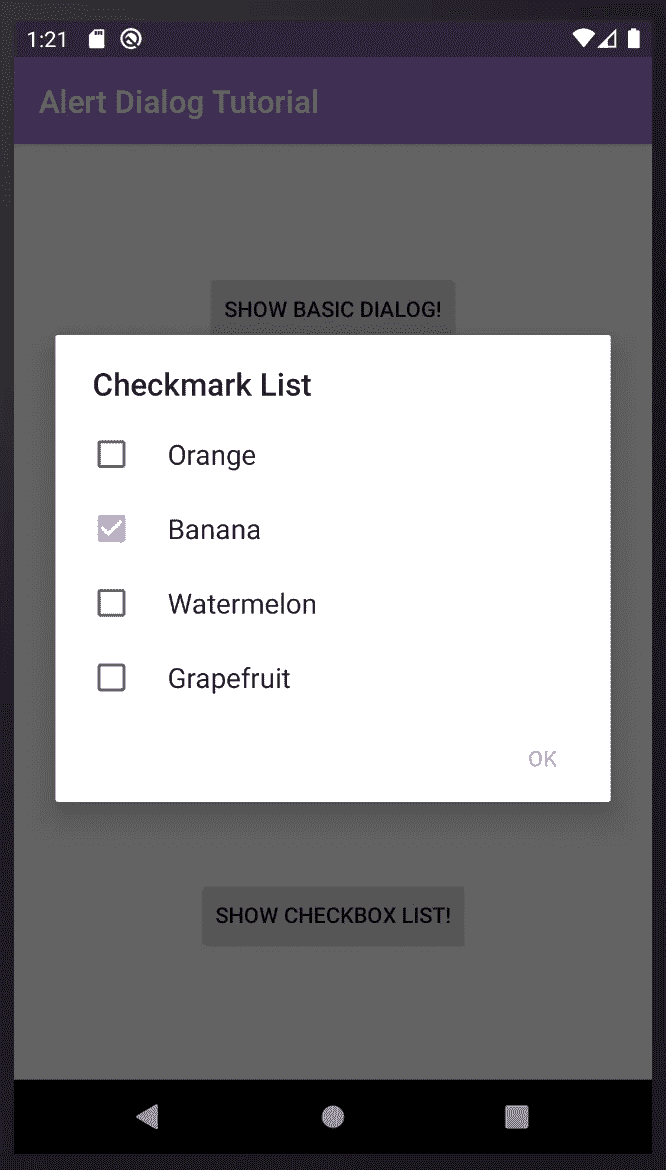 1:21
Alert Dialog Tutorial
SHOW BASIC DIALOG!
Checkmark List
Orange
Banana
Watermelon
Grapefruit
OK
SHOW CHECKBOX LIST!